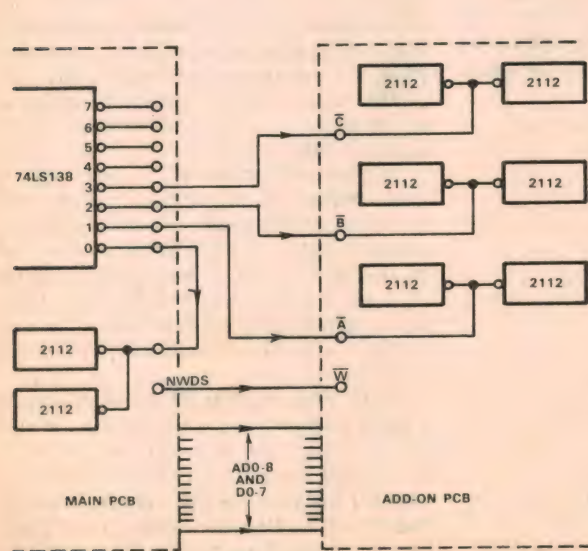 2112 2112
7
6
5
4
74LS138
3
2
1
0
C̅
2112 2112
B̅
2112 2112
A̅
2112
2112
NWDS
W̅
AD0-8
AND
D0-7
MAIN PCB
ADD-ON PCB